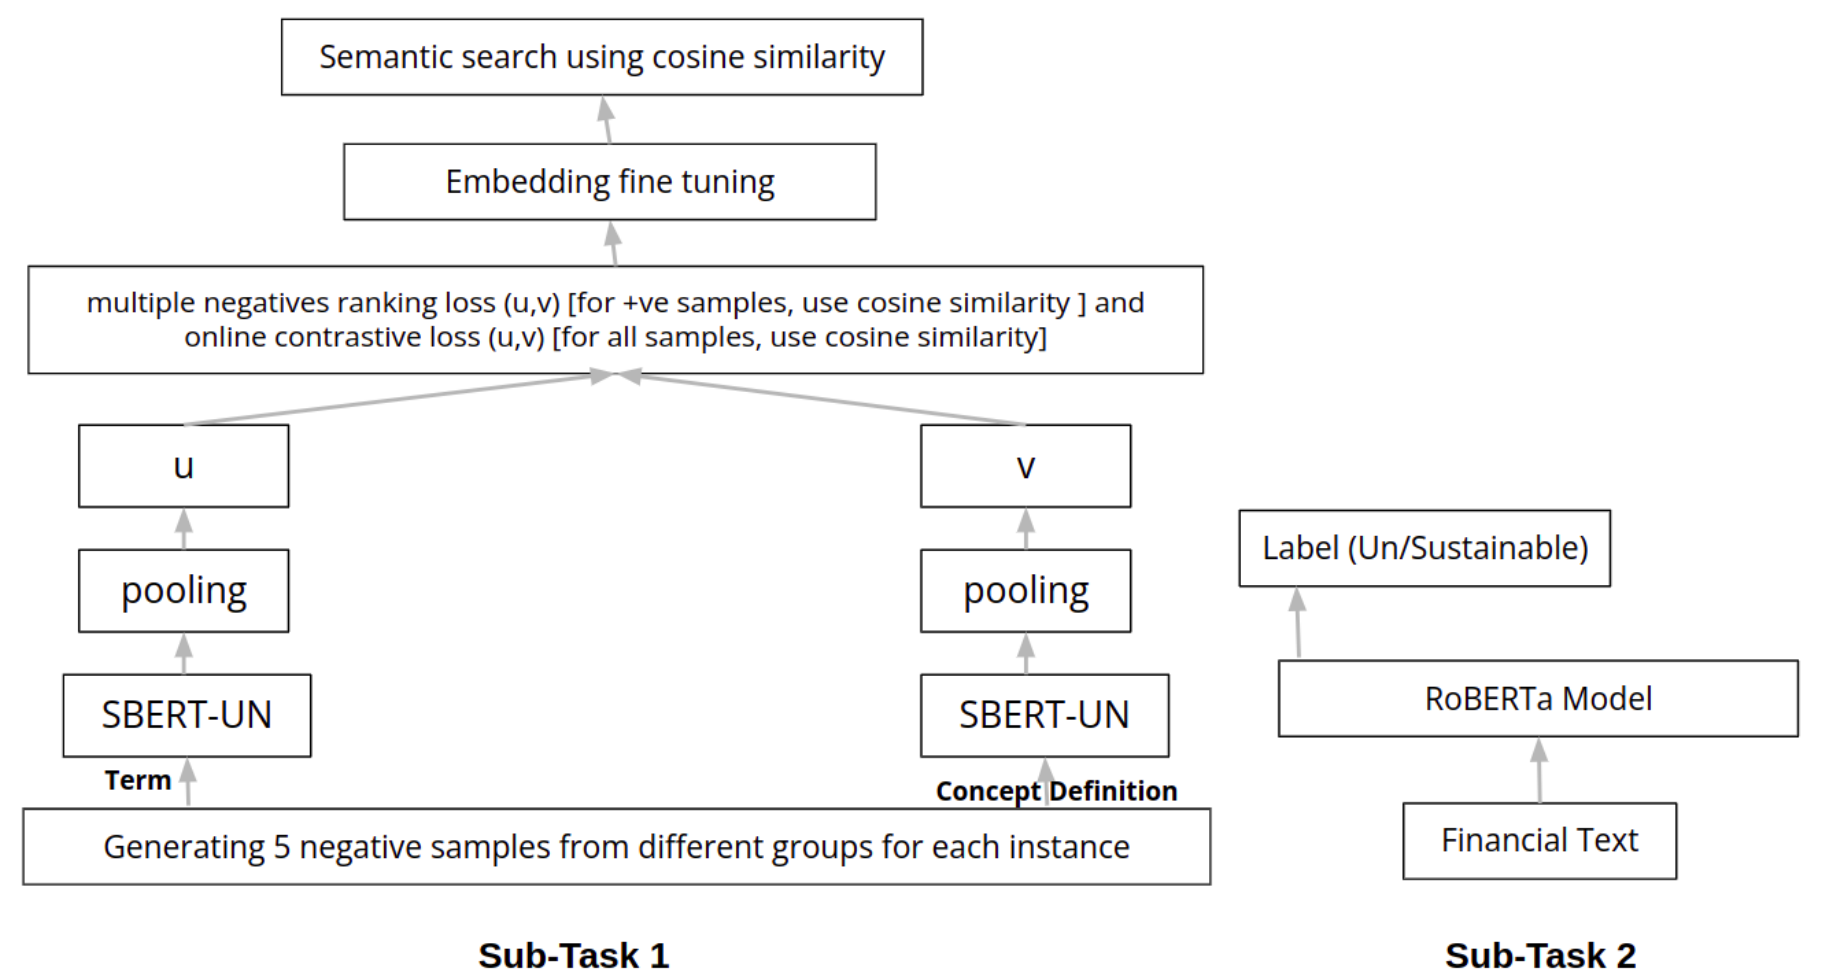 Semantic search using cosine similarity
Embedding fine tuning
multiple negatives ranking loss (u,v) [for +ve samples, use cosine similarity ] and
online contrastive loss (u,v) [for all samples, use cosine similarity]
u
v
pooling
pooling
SBERT-UN
SBERT-UN
Term
Concept Definition
Generating 5 negative samples from different groups for each instance
Sub-Task 1
Label (Un/Sustainable)
RoBERTa Model
Financial Text
Sub-Task 2